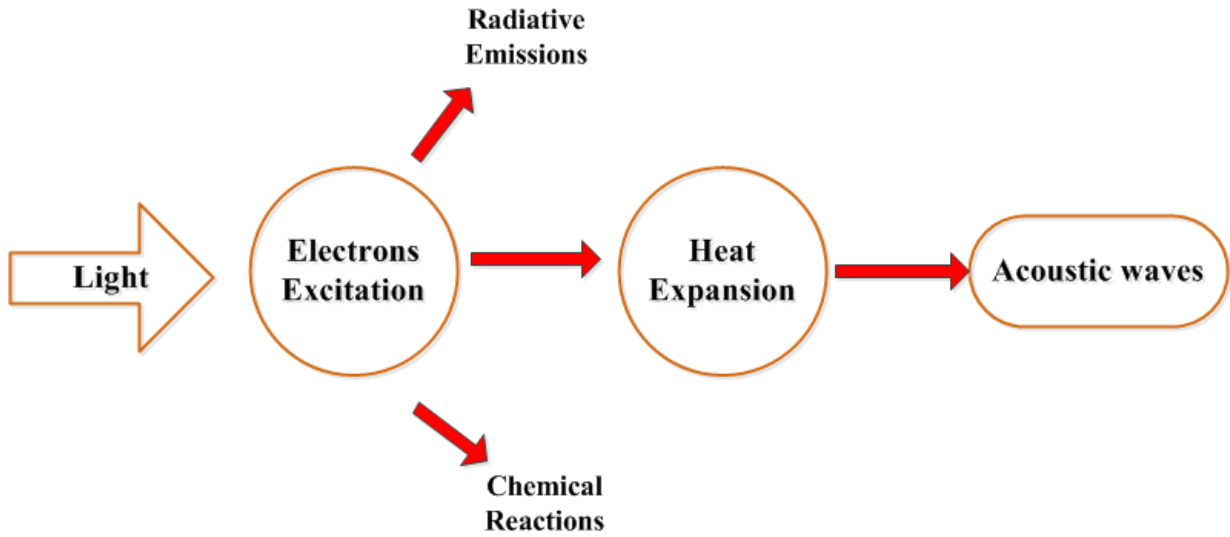 Radiative
Emissions
Light
Electrons
Excitation
Heat
Expansion
Acoustic waves
Chemical
Reactions